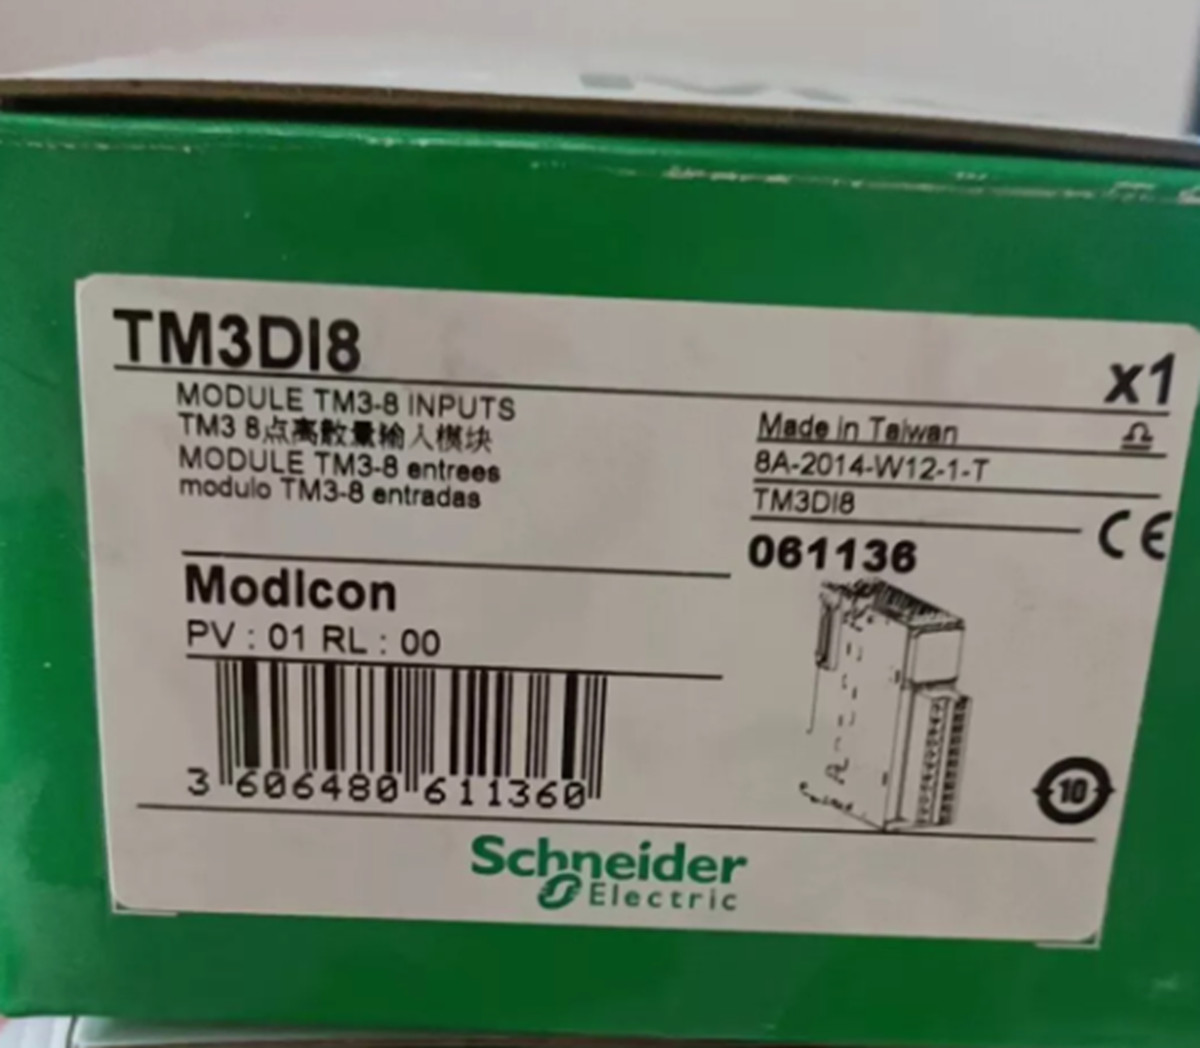 TM3DI8
x1
MODULE TM3-8 INPUTS
TM3 8点离散量输入模块
MODULE TM3-8 entrees
modulo TM3-8 entradas
Made in Taiwan
8A-2014-W12-1-T
TM3DI8
CE
061136
Modicon
PV : 01 RL : 00
3 606480 611360
10
Schneider
Electric